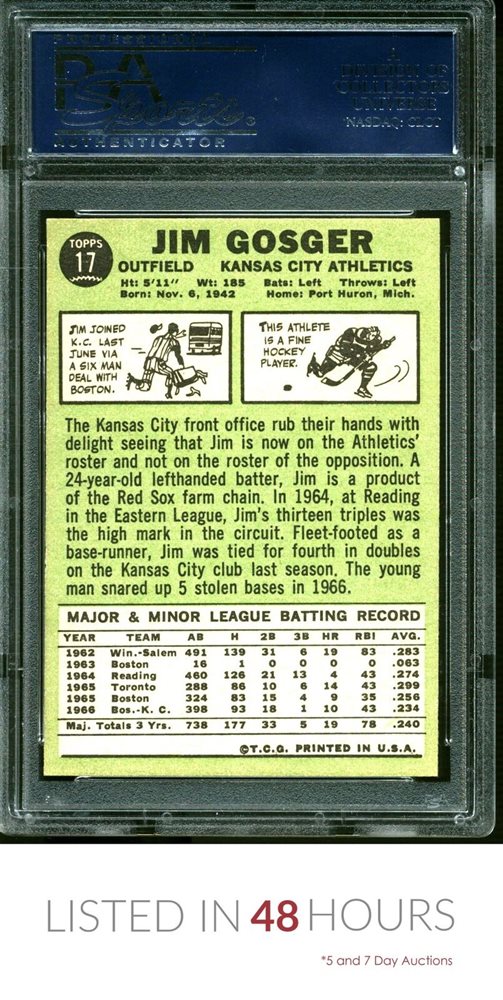 PROFESSIONAL
PSA
Sports
AUTHENTICATOR
A
DIVISION OF
COLLECTORS
UNIVERSE
NASDAQ: CLCT
TOPPS
17
JIM GOSGER
OUTFIELD KANSAS CITY ATHLETICS
Ht: 5'11" Wt: 185 Bats: Left Throws: Left
Born: Nov. 6, 1942 Home: Port Huron, Mich.
JIM JOINED
K.C. LAST
JUNE VIA
A SIX MAN
DEAL WITH
BOSTON.
THIS ATHLETE
IS A FINE
HOCKEY
PLAYER.
The Kansas City front office rub their hands with
delight seeing that Jim is now on the Athletics'
roster and not on the roster of the opposition. A
24-year-old lefthanded batter, Jim is a product
of the Red Sox farm chain. In 1964, at Reading
in the Eastern League, Jim's thirteen triples was
the high mark in the circuit. Fleet-footed as a
base-runner, Jim was tied for fourth in doubles
on the Kansas City club last season. The young
man snared up 5 stolen bases in 1966.
MAJOR & MINOR LEAGUE BATTING RECORD
YEAR TEAM AB H 2B 3B HR RBI AVG.
1962 Win.-Salem 491 139 31 6 19 83 .283
1963 Boston 16 1 0 0 0 0 .063
1964 Reading 460 126 21 13 4 43 .274
1965 Toronto 288 86 10 6 14 43 .299
1965 Boston 324 83 15 4 9 35 .256
1966 Bos.-K. C. 398 93 18 1 10 43 .234
Maj. Totals 3 Yrs. 738 177 33 5 19 78 .240
©T.C.G. PRINTED IN U.S.A.
LISTED IN 48 HOURS
*5 and 7 Day Auctions